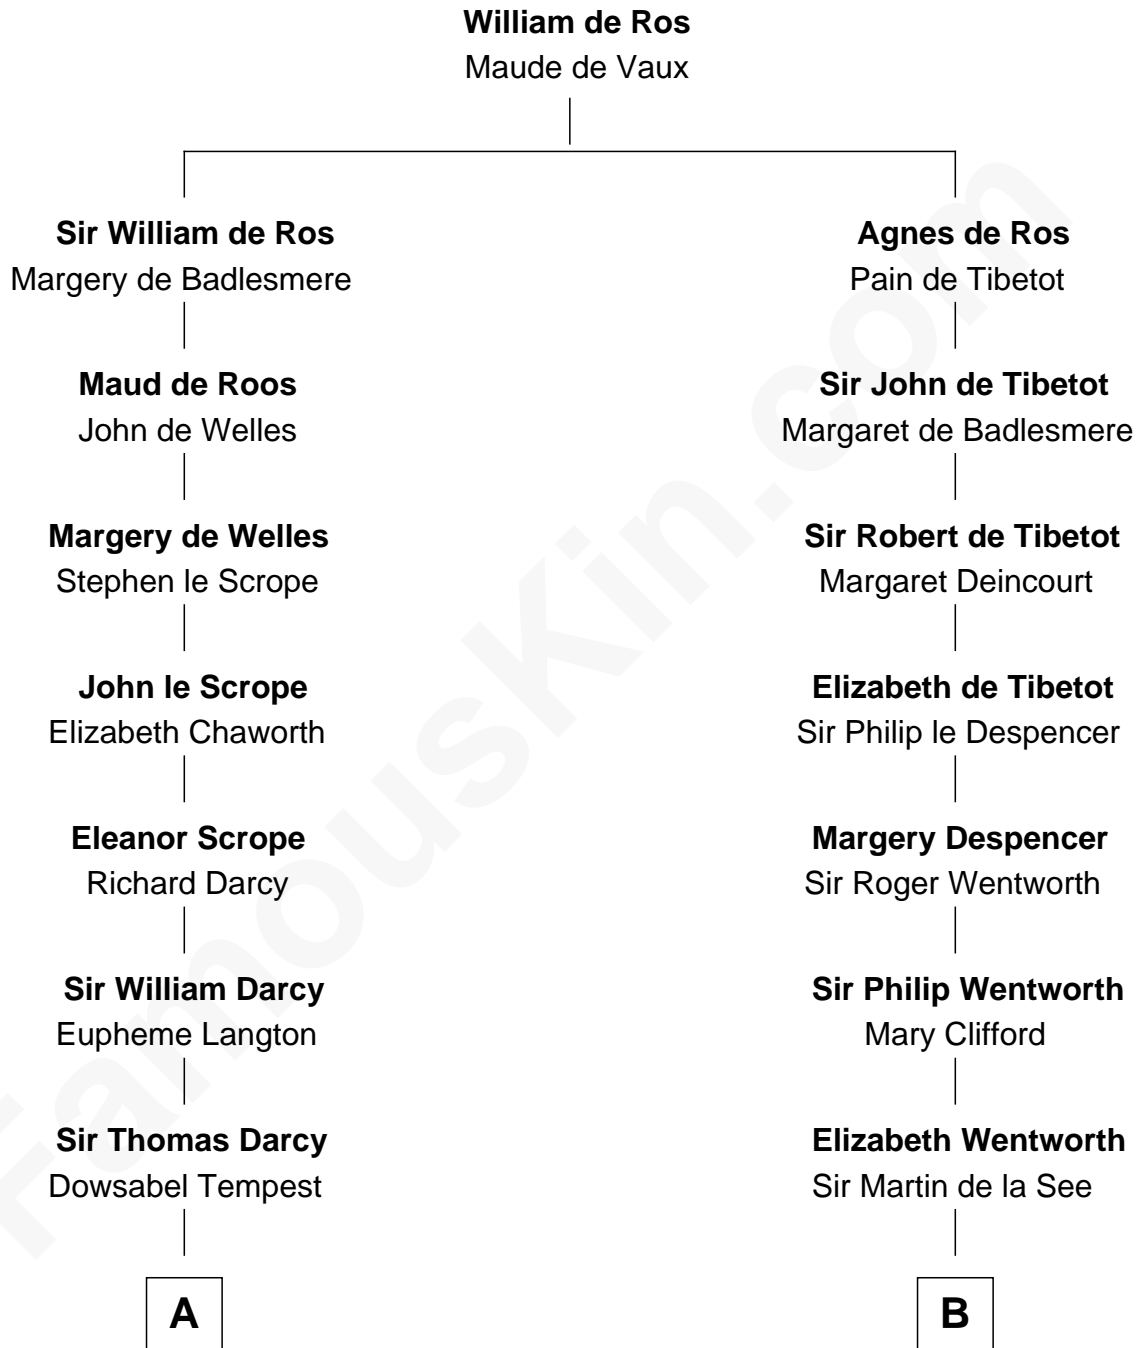 William de Ros
Maude de Vaux
Sir William de Ros
Margery de Badlesmere
Agnes de Ros
Pain de Tibetot
Maud de Roos
John de Welles
Sir John de Tibetot
Margaret de Badlesmere
Margery de Welles
Stephen le Scrope
Sir Robert de Tibetot
Margaret Deincourt
John le Scrope
Elizabeth Chaworth
Elizabeth de Tibetot
Sir Philip le Despencer
Eleanor Scrope
Richard Darcy
Margery Despencer
Sir Roger Wentworth
Sir William Darcy
Eupheme Langton
Sir Philip Wentworth
Mary Clifford
Sir Thomas Darcy
Dowsabel Tempest
Elizabeth Wentworth
Sir Martin de la See
A
B
FamousKin.com